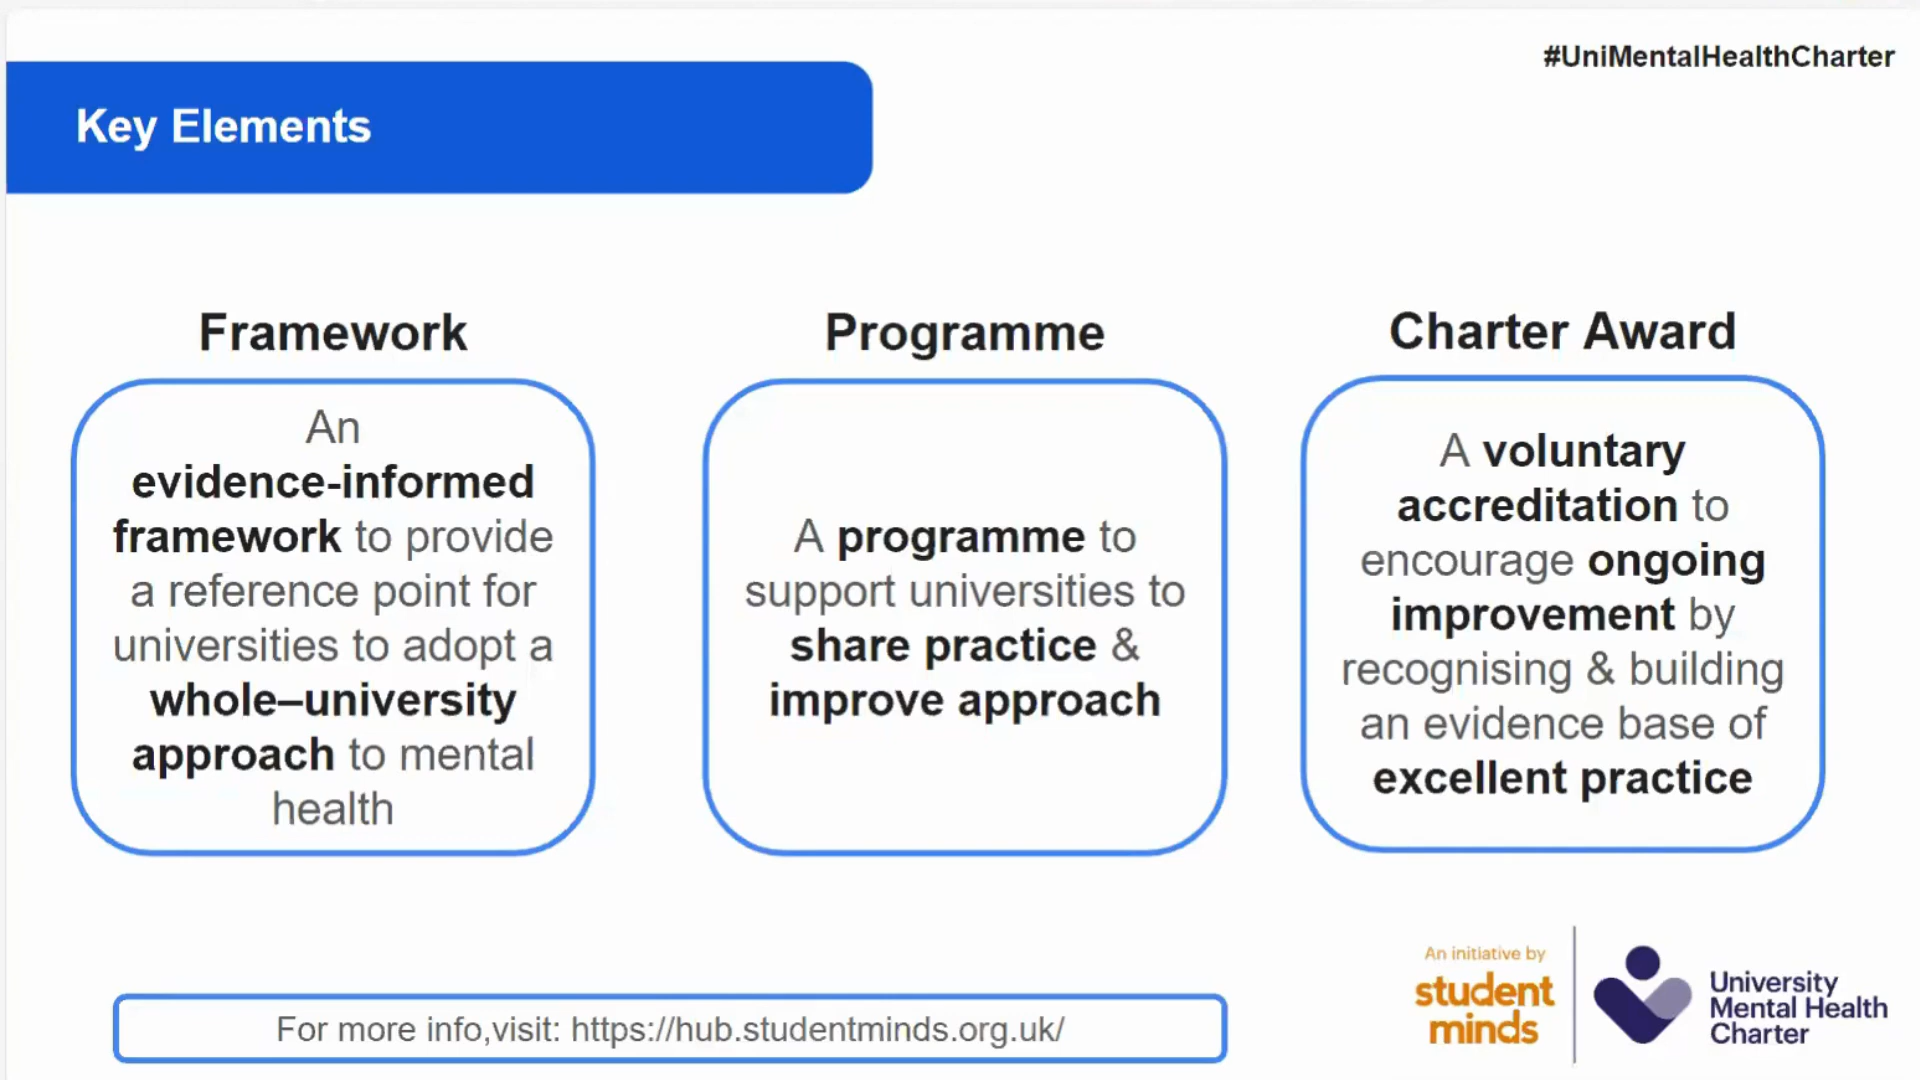 #UniMentalHealthCharter
Key Elements
Framework
An
evidence-informed
framework to provide
a reference point for
universities to adopt a
whole–university
approach to mental
health
Programme
A programme to
support universities to
share practice &
improve approach
Charter Award
A voluntary
accreditation to
encourage ongoing
improvement by
recognising & building
an evidence base of
excellent practice
For more info,visit: https://hub.studentminds.org.uk/
An initiative by
student
minds
University
Mental Health
Charter